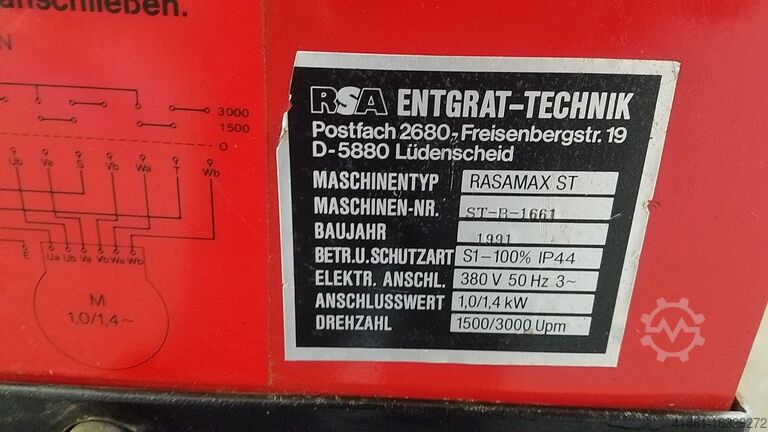 anschließen.
N
3000
1500
0
Ub Va S Vb Wa T Wb
E Ua Ub Va Vb Wa Wb
M
1,0/1,4~
RSA ENTGRAT-TECHNIK
Postfach 2680, Freisenbergstr. 19
D-5880 Lüdenscheid
MASCHINENTYP RASAMAX ST
MASCHINEN-NR. ST-B-1661
BAUJAHR 1991
BETR.U.SCHUTZART S1-100% IP44
ELEKTR. ANSCHL. 380 V 50 Hz 3~
ANSCHLUSSWERT 1,0/1,4 kW
DREHZAHL 1500/3000 Upm
41861-16329272